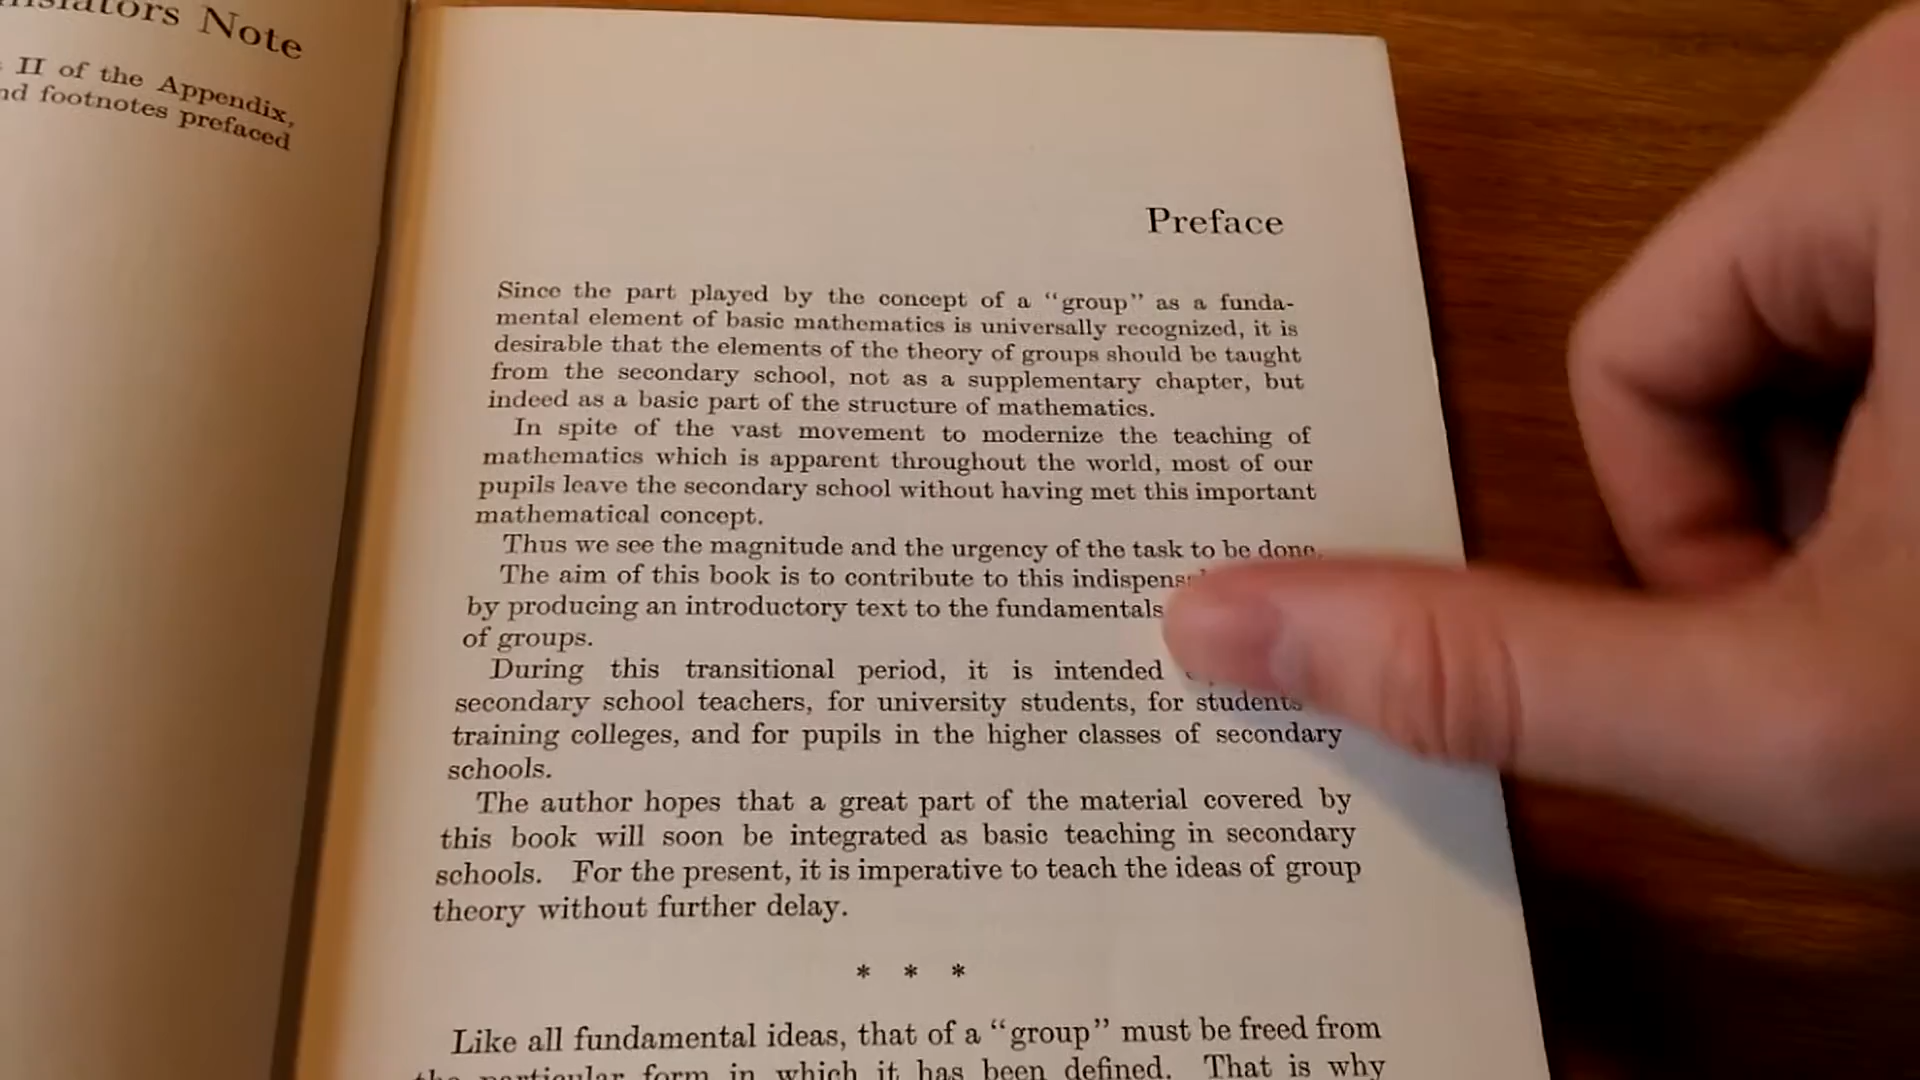 Note
II of the Appendix,
footnotes prefaced
Preface
Since the part played by the concept of a “group” as a funda-
mental element of basic mathematics is universally recognized, it is
desirable that the elements of the theory of groups should be taught
from the secondary school, not as a supplementary chapter, but
indeed as a basic part of the structure of mathematics.
In spite of the vast movement to modernize the teaching of
mathematics which is apparent throughout the world, most of our
pupils leave the secondary school without having met this important
mathematical concept.
Thus we see the magnitude and the urgency of the task to be done.
The aim of this book is to contribute to this
by producing an introductory text to the fundamentals
of groups.
During this transitional period, it is intended
secondary school teachers, for university students, for students
training colleges, and for pupils in the higher classes of secondary
schools.
The author hopes that a great part of the material covered by
this book will soon be integrated as basic teaching in secondary
schools. For the present, it is imperative to teach the ideas of group
theory without further delay.
* * *
Like all fundamental ideas, that of a “group” must be freed from
the particular form in which it has been defined. That is why